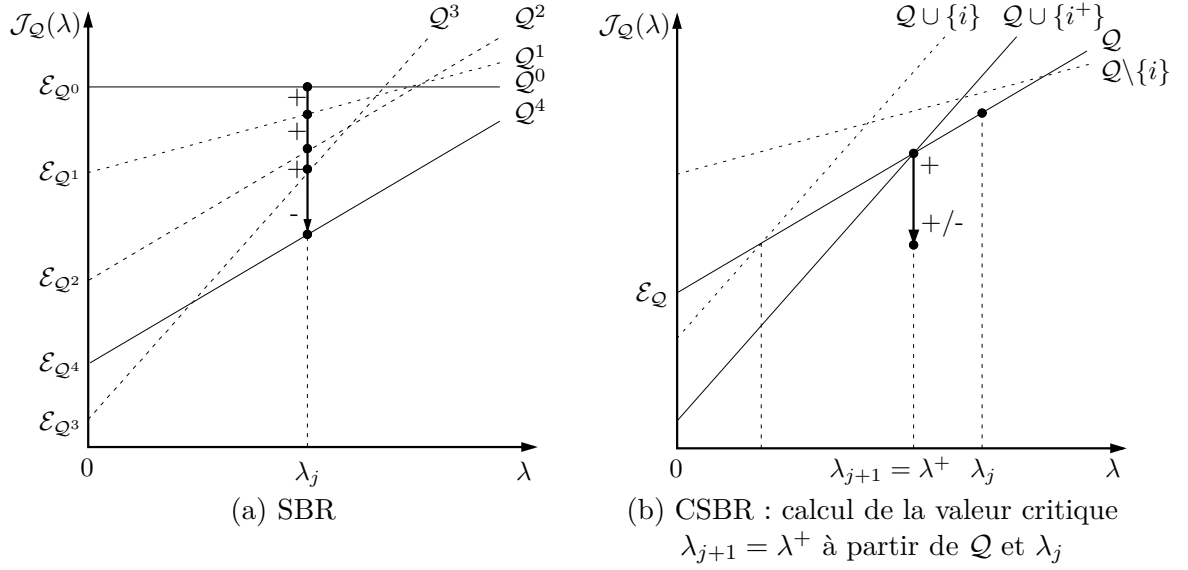 𝒥_𝒬(λ)
𝒬³
𝒬²
𝒬¹
𝒬⁰
𝒬⁴
ℰ_𝒬⁰
ℰ_𝒬¹
ℰ_𝒬²
ℰ_𝒬⁴
ℰ_𝒬³
+
+
+
-
0
λ_j
λ
(a) SBR
𝒥_𝒬(λ)
𝒬 ∪ {i}
𝒬 ∪ {i⁺}
𝒬
𝒬\{i}
ℰ_𝒬
+
+/-
0
λ_{j+1} = λ⁺
λ_j
λ
(b) CSBR : calcul de la valeur critique
λ_{j+1} = λ⁺ à partir de 𝒬 et λ_j